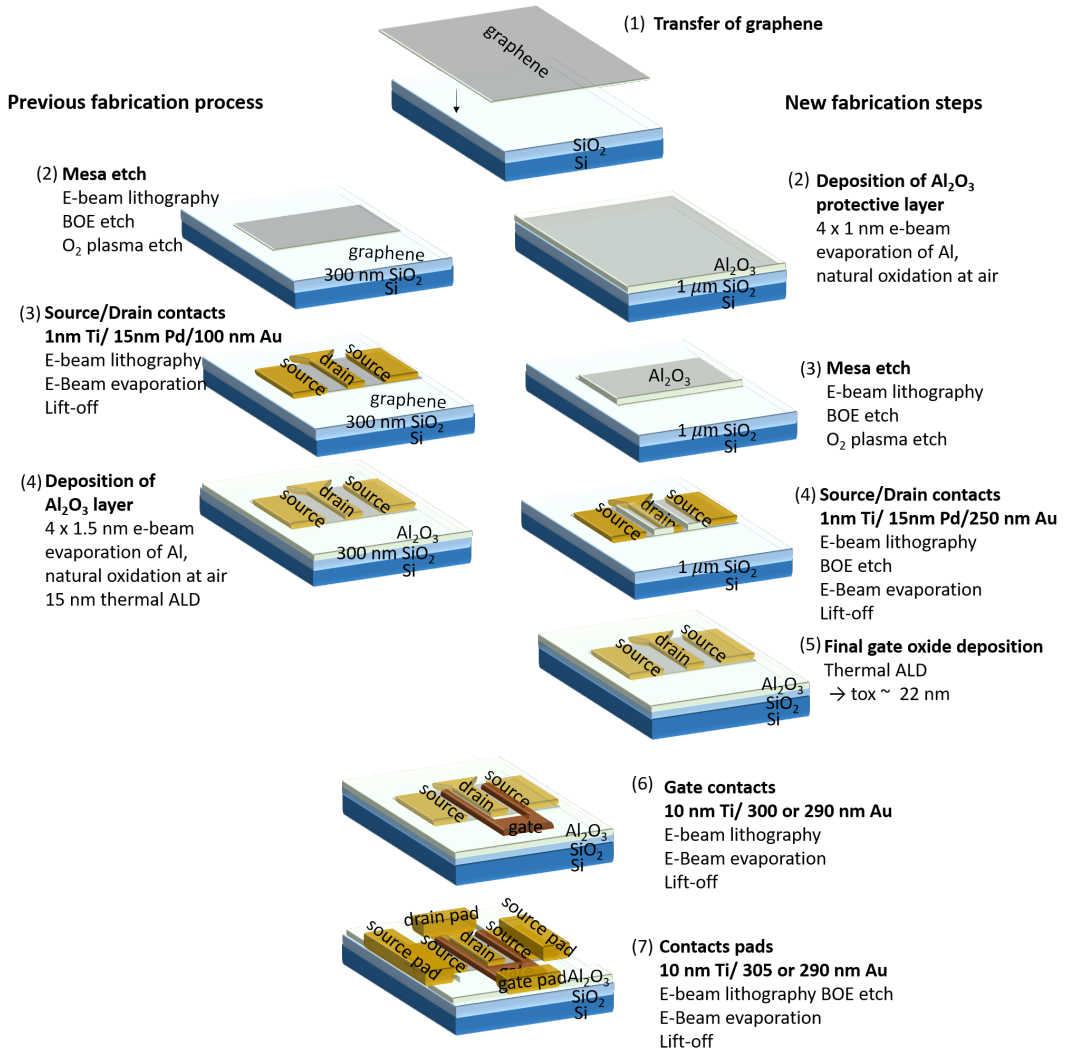 (1) Transfer of graphene
graphene
SiO₂
Si
Previous fabrication process
New fabrication steps
(2) Mesa etch
E-beam lithography
BOE etch
O₂ plasma etch
graphene
300 nm SiO₂
Si
(2) Deposition of Al₂O₃
protective layer
4 x 1 nm e-beam
evaporation of Al,
natural oxidation at air
Al₂O₃
1 μm SiO₂
Si
(3) Source/Drain contacts
1nm Ti/ 15nm Pd/100 nm Au
E-beam lithography
E-Beam evaporation
Lift-off
source
drain
source
graphene
300 nm SiO₂
Si
(3) Mesa etch
E-beam lithography
BOE etch
O₂ plasma etch
Al₂O₃
1 μm SiO₂
Si
(4) Deposition of
Al₂O₃ layer
4 x 1.5 nm e-beam
evaporation of Al,
natural oxidation at air
15 nm thermal ALD
source
drain
source
Al₂O₃
300 nm SiO₂
Si
(4) Source/Drain contacts
1nm Ti/ 15nm Pd/250 nm Au
E-beam lithography
BOE etch
E-Beam evaporation
Lift-off
source
drain
source
1 μm SiO₂
Si
(5) Final gate oxide deposition
Thermal ALD
→ tox ~ 22 nm
source
drain
source
Al₂O₃
SiO₂
Si
(6) Gate contacts
10 nm Ti/ 300 or 290 nm Au
E-beam lithography
E-Beam evaporation
Lift-off
source
drain
source
gate
Al₂O₃
SiO₂
Si
(7) Contacts pads
10 nm Ti/ 305 or 290 nm Au
E-beam lithography BOE etch
E-Beam evaporation
Lift-off
drain pad
source pad
source pad
source
drain
source
gate
gate pad
Al₂O₃
SiO₂
Si